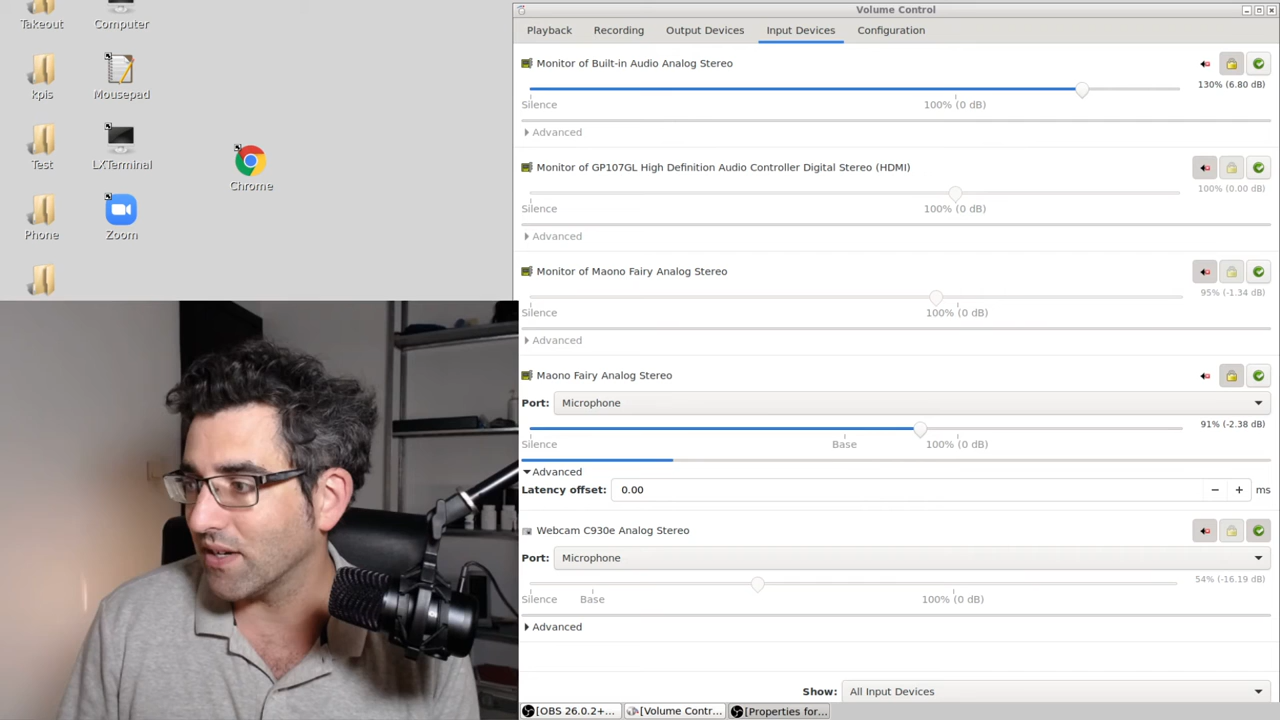 Takeout
Computer
kpis
Mousepad
Test
LXTerminal
Chrome
Phone
Zoom
Volume Control
Playback
Recording
Output Devices
Input Devices
Configuration
Monitor of Built-in Audio Analog Stereo
130% (6.80 dB)
Silence
100% (0 dB)
Advanced
Monitor of GP107GL High Definition Audio Controller Digital Stereo (HDMI)
100% (0.00 dB)
Silence
100% (0 dB)
Advanced
Monitor of Maono Fairy Analog Stereo
95% (-1.34 dB)
Silence
100% (0 dB)
Advanced
Maono Fairy Analog Stereo
Port: Microphone
91% (-2.38 dB)
Silence
Base
100% (0 dB)
Advanced
Latency offset: 0.00 − + ms
Webcam C930e Analog Stereo
Port: Microphone
54% (-16.19 dB)
Silence
Base
100% (0 dB)
Advanced
Show: All Input Devices
[OBS 26.0.2+...
[Volume Contr...
[Properties for...